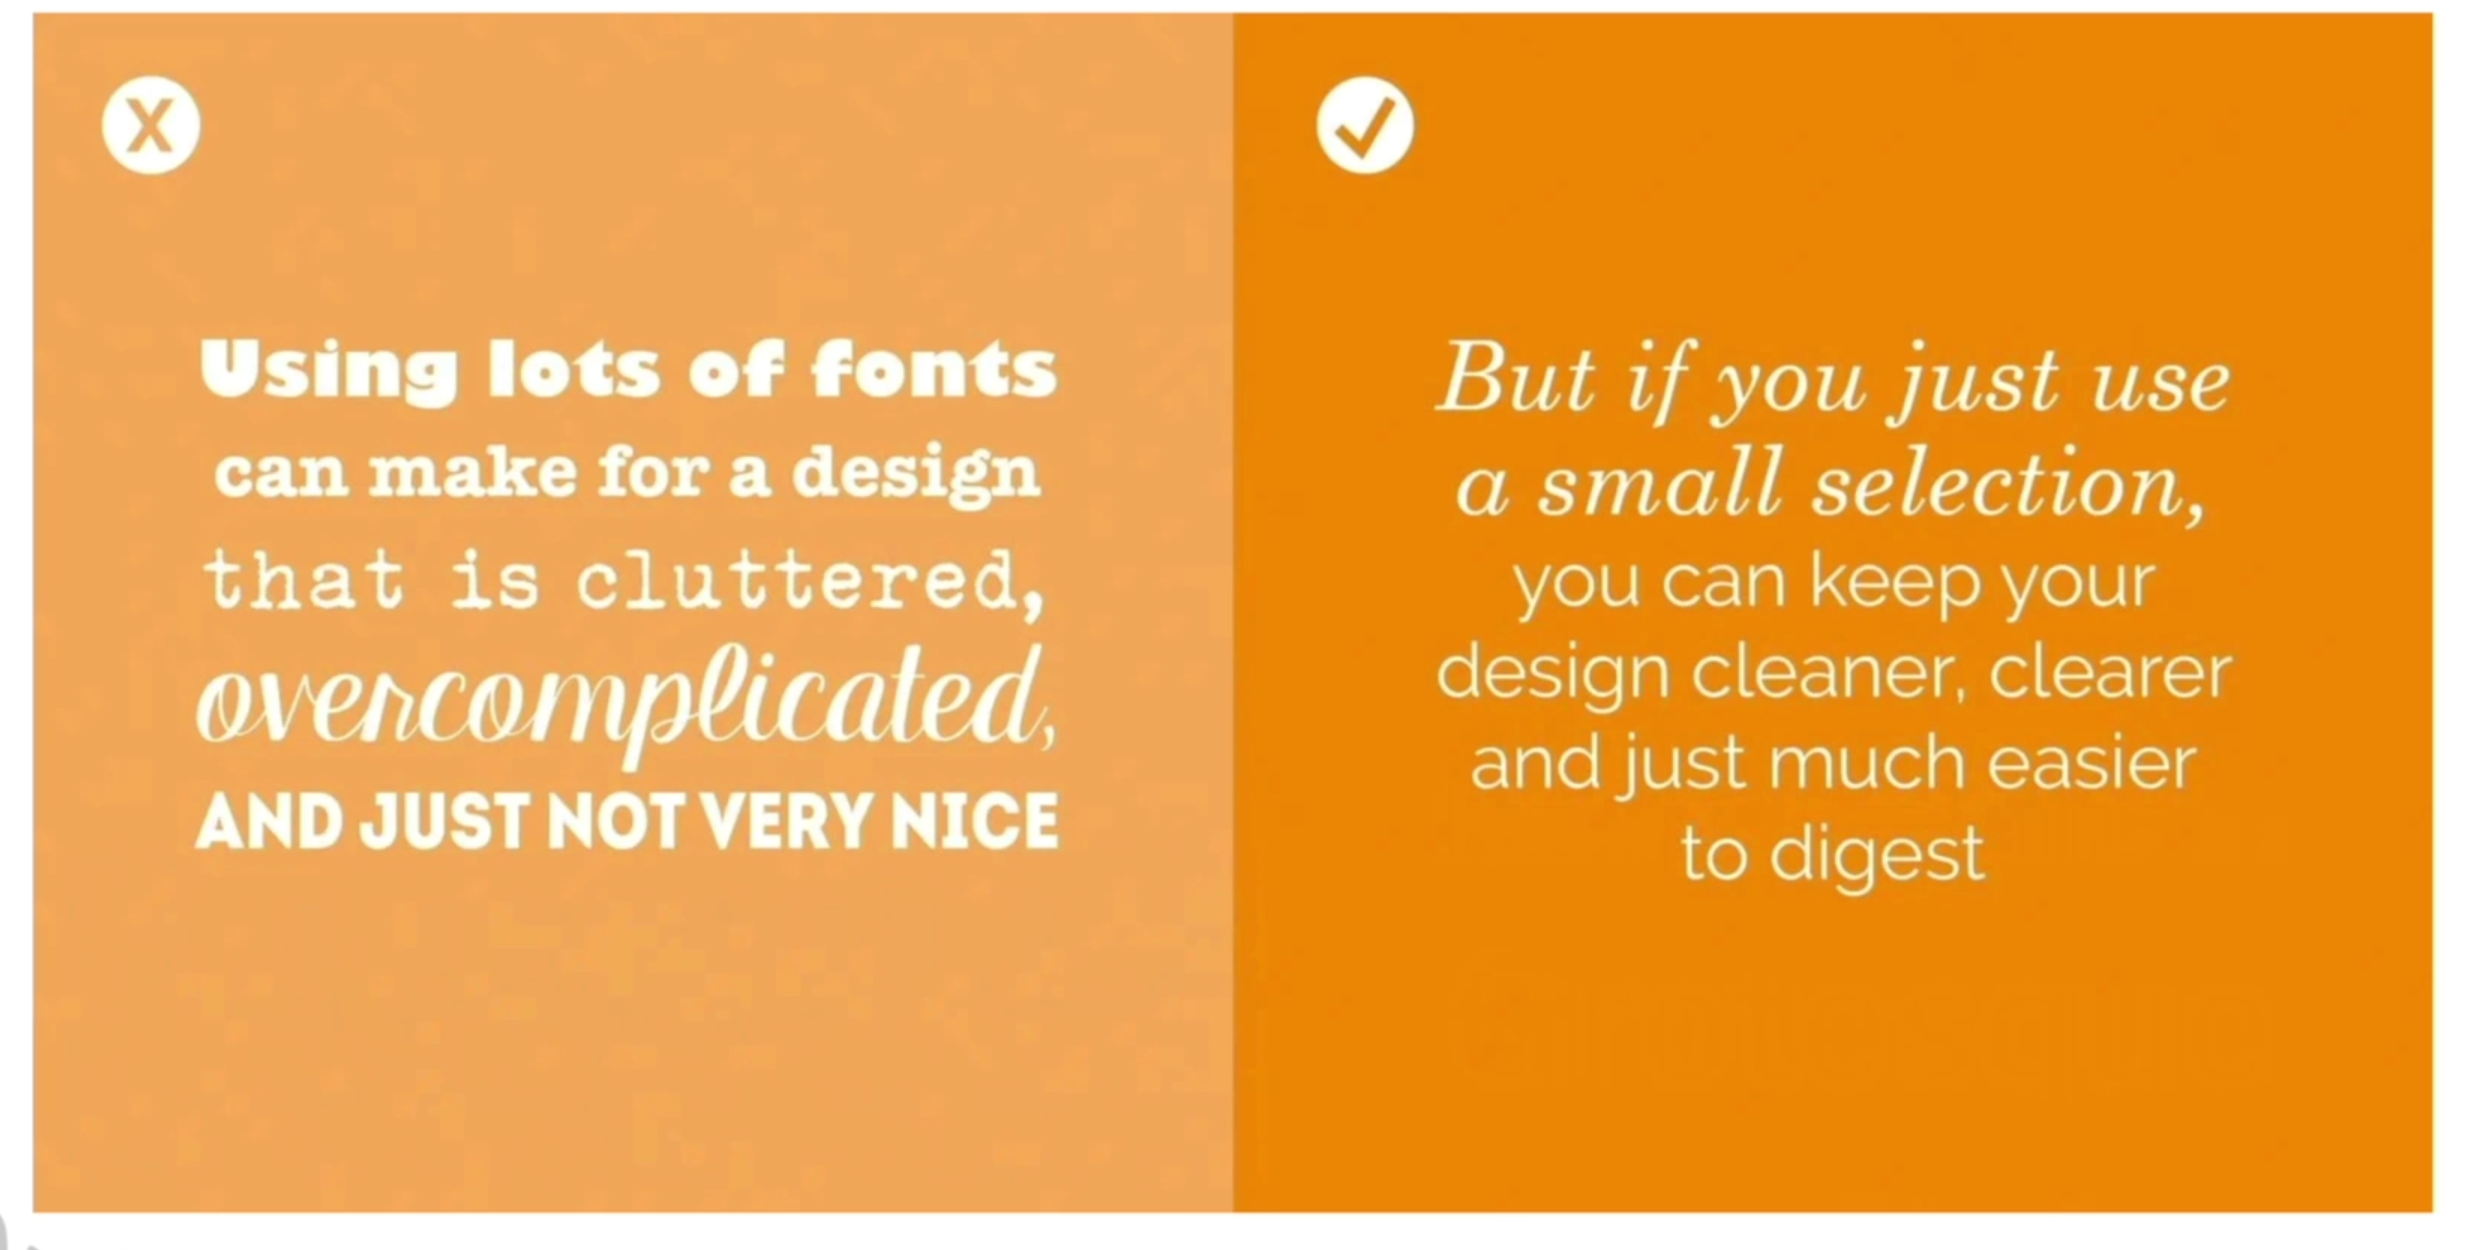 X
Using lots of fonts
can make for a design
that is cluttered,
overcomplicated,
AND JUST NOT VERY NICE
But if you just use
a small selection,
you can keep your
design cleaner, clearer
and just much easier
to digest